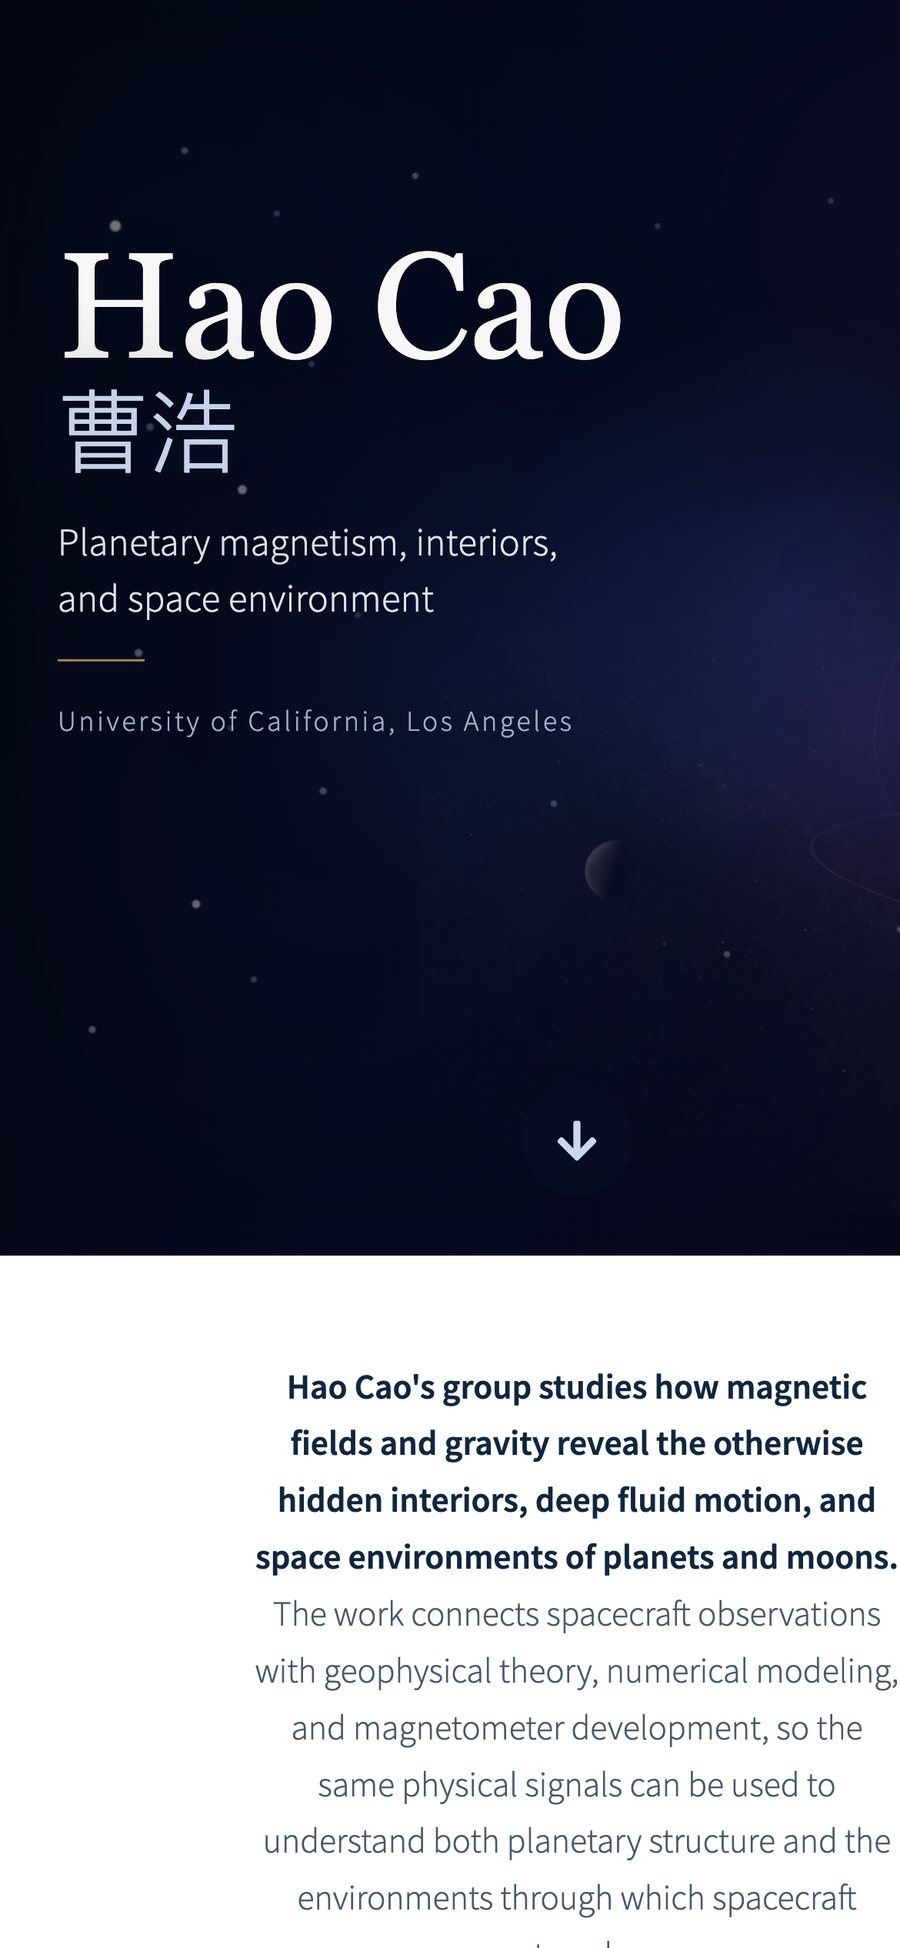 Hao Cao
曹浩
Planetary magnetism, interiors,
and space environment
University of California, Los Angeles
Hao Cao's group studies how magnetic
fields and gravity reveal the otherwise
hidden interiors, deep fluid motion, and
space environments of planets and moons.
The work connects spacecraft observations
with geophysical theory, numerical modeling,
and magnetometer development, so the
same physical signals can be used to
understand both planetary structure and the
environments through which spacecraft